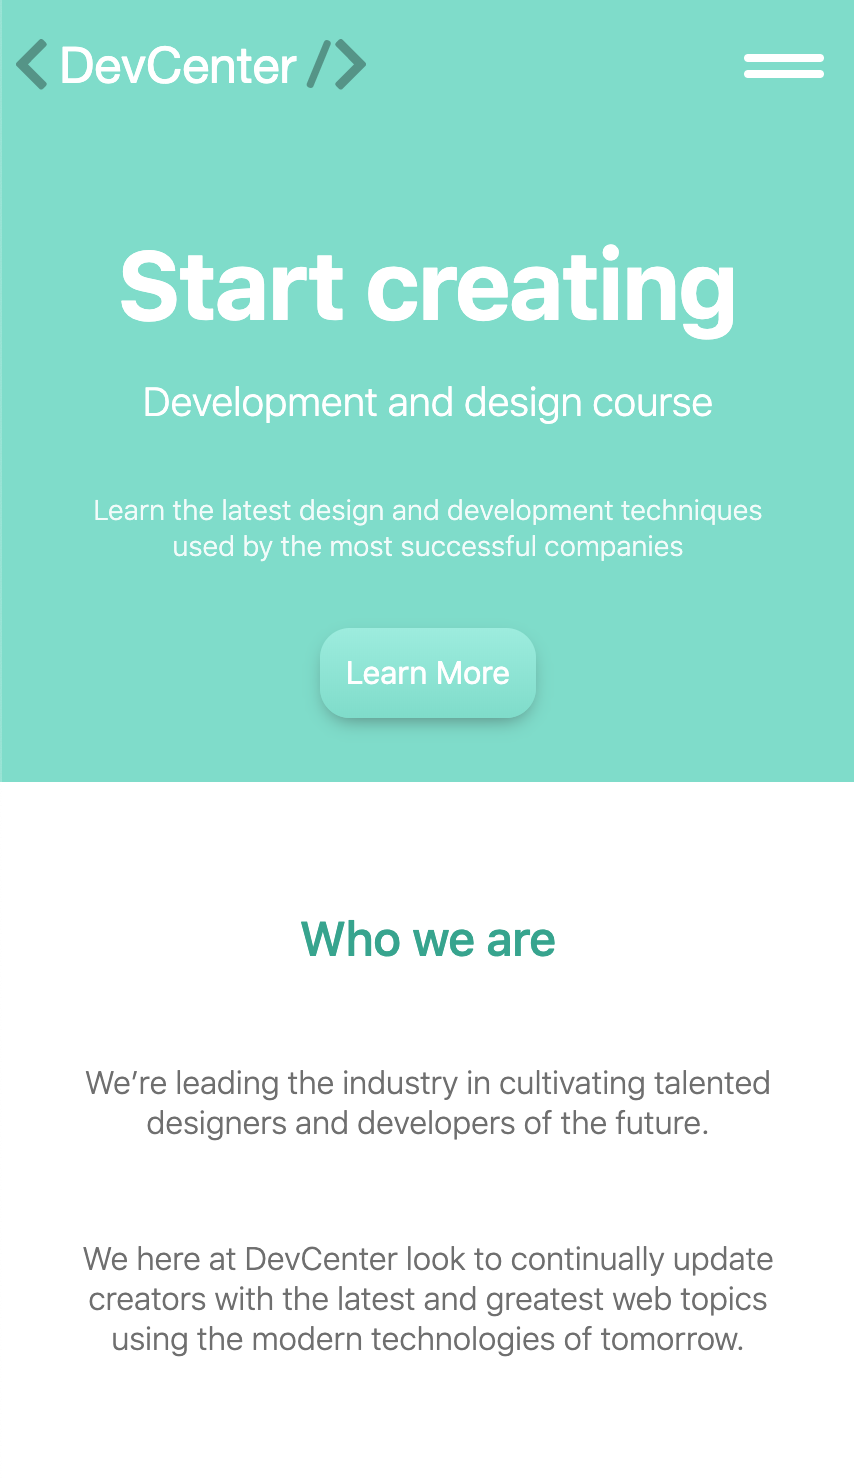 < DevCenter />
Start creating
Development and design course
Learn the latest design and development techniques
used by the most successful companies
Learn More
Who we are
We’re leading the industry in cultivating talented
designers and developers of the future.
We here at DevCenter look to continually update
creators with the latest and greatest web topics
using the modern technologies of tomorrow.